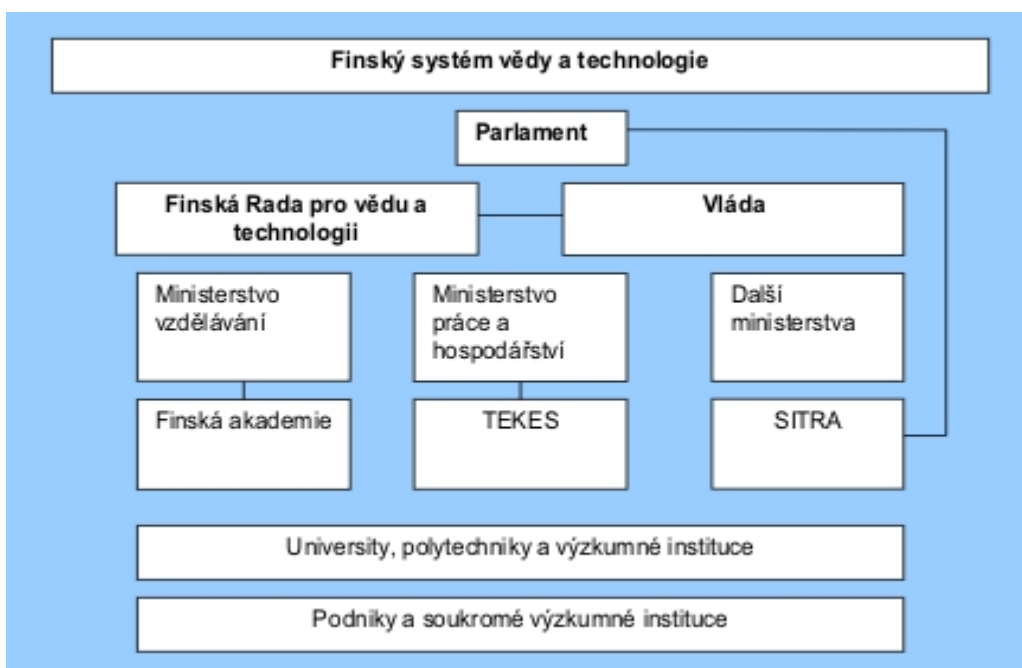 Finský systém vědy a technologie
Parlament
Finská Rada pro vědu a
technologii
Vláda
Ministerstvo
vzdělávání
Ministerstvo
práce a
hospodářství
Další
ministerstva
Finská akademie
TEKES
SITRA
University, polytechniky a výzkumné instituce
Podniky a soukromé výzkumné instituce